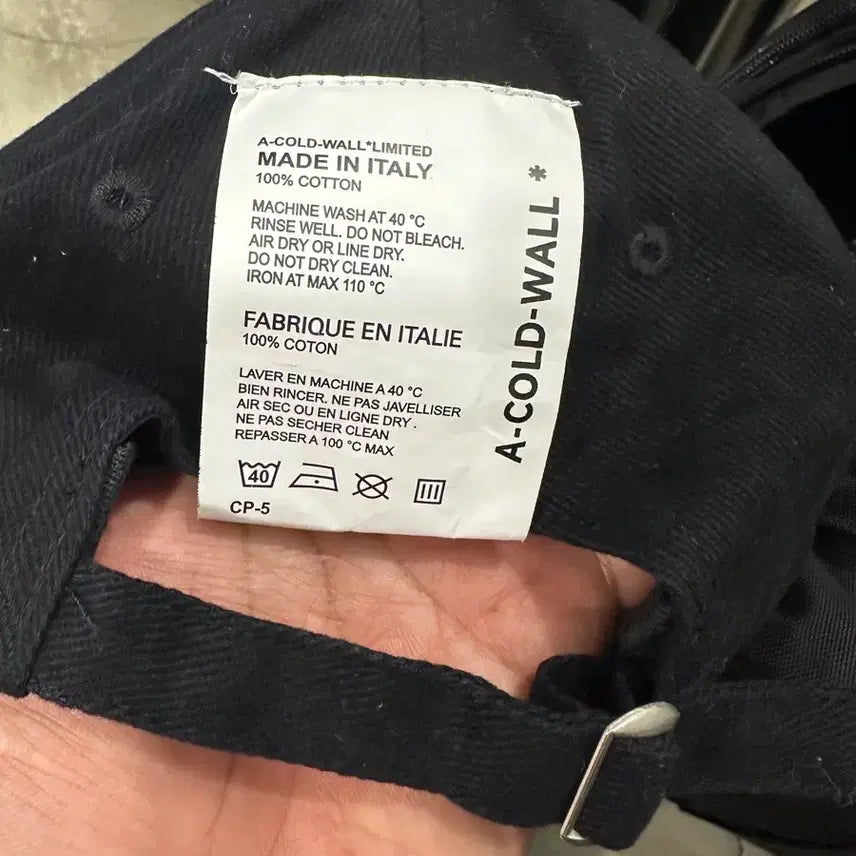 A-COLD-WALL*LIMITED
MADE IN ITALY
100% COTTON
MACHINE WASH AT 40 °C
RINSE WELL. DO NOT BLEACH.
AIR DRY OR LINE DRY.
DO NOT DRY CLEAN.
IRON AT MAX 110 °C
FABRIQUE EN ITALIE
100% COTON
LAVER EN MACHINE A 40 °C
BIEN RINCER. NE PAS JAVELLISER
AIR SEC OU EN LIGNE DRY.
NE PAS SECHER CLEAN
REPASSER A 100 °C MAX
40
CP-5
A-COLD-WALL*